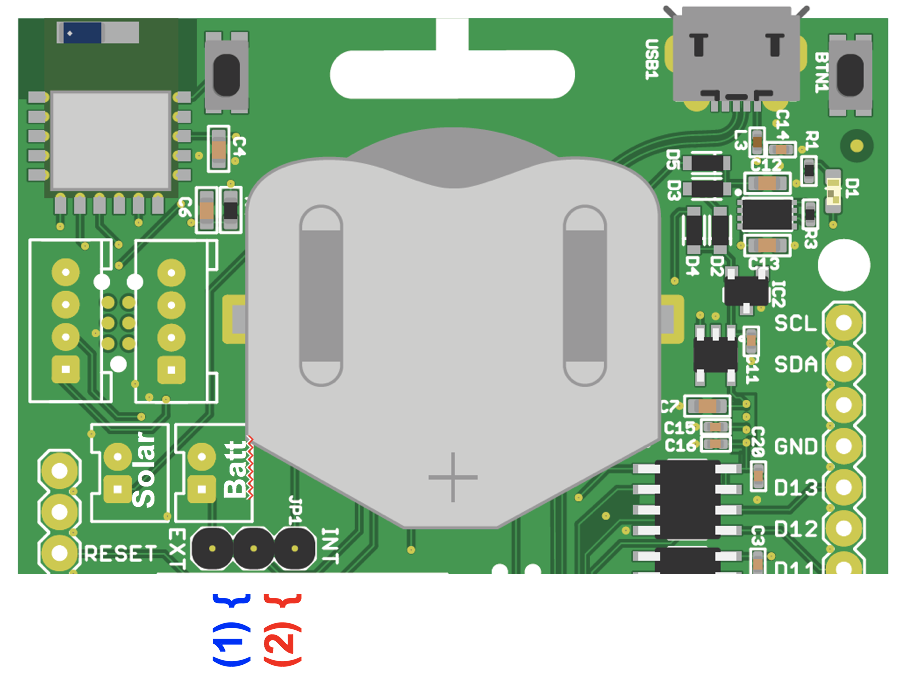 USB1
BTN1
C14
L3
R1
C4
D5
C12
D3
D1
C6
R3
D4
D2
C13
IC2
SCL
C11
SDA
C7
C15
C16
C20
GND
Solar
Batt
D13
JP1
D12
RESET
EXT
INT
C3
D11
(1) {
(2) {